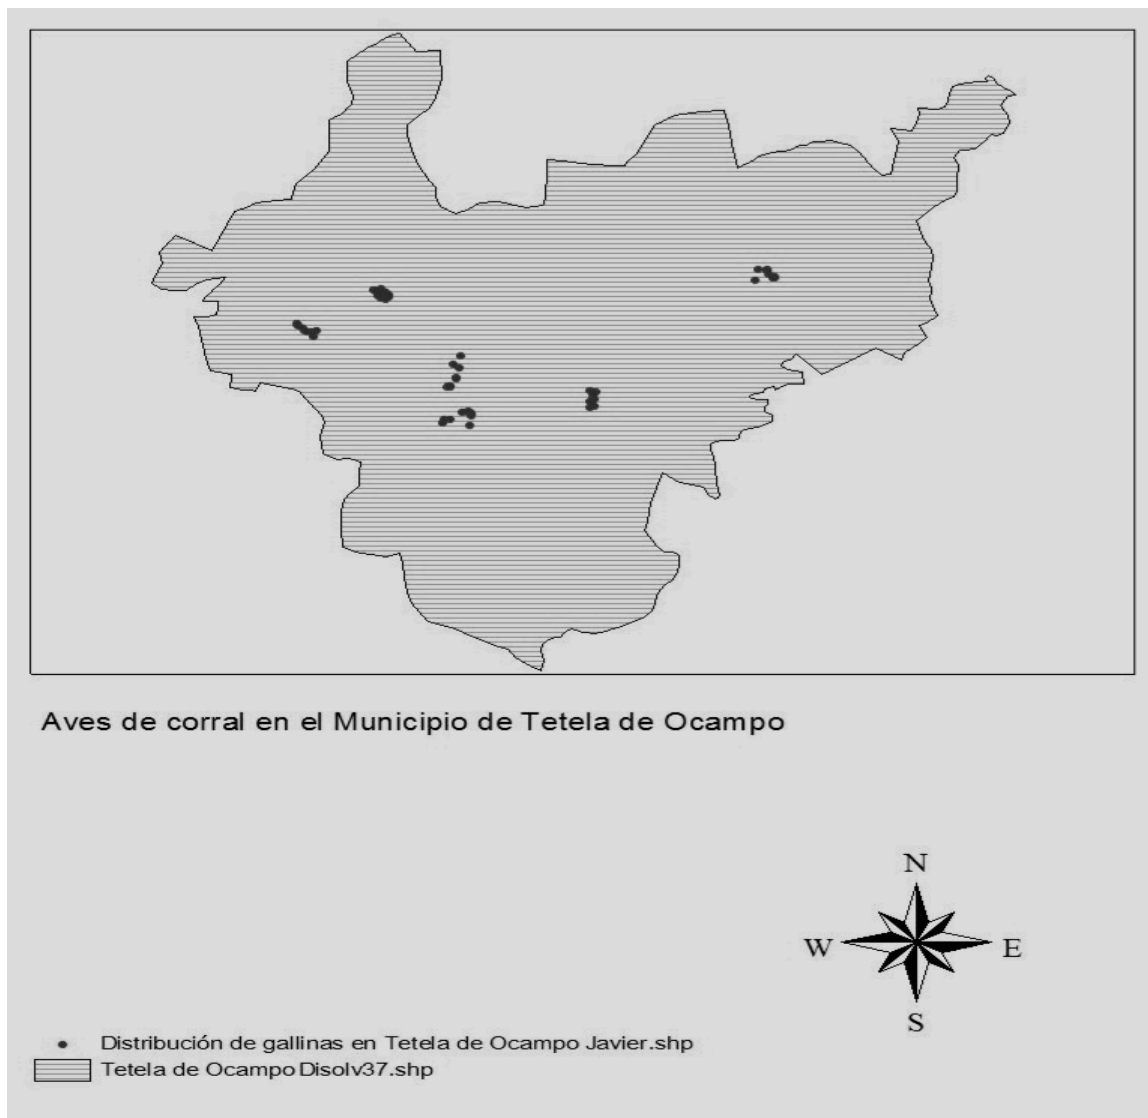 Aves de corral en el Municipio de Tetela de Ocampo
N
W
E
S
Distribución de gallinas en Tetela de Ocampo Javier.shp
Tetela de Ocampo Disolv37.shp